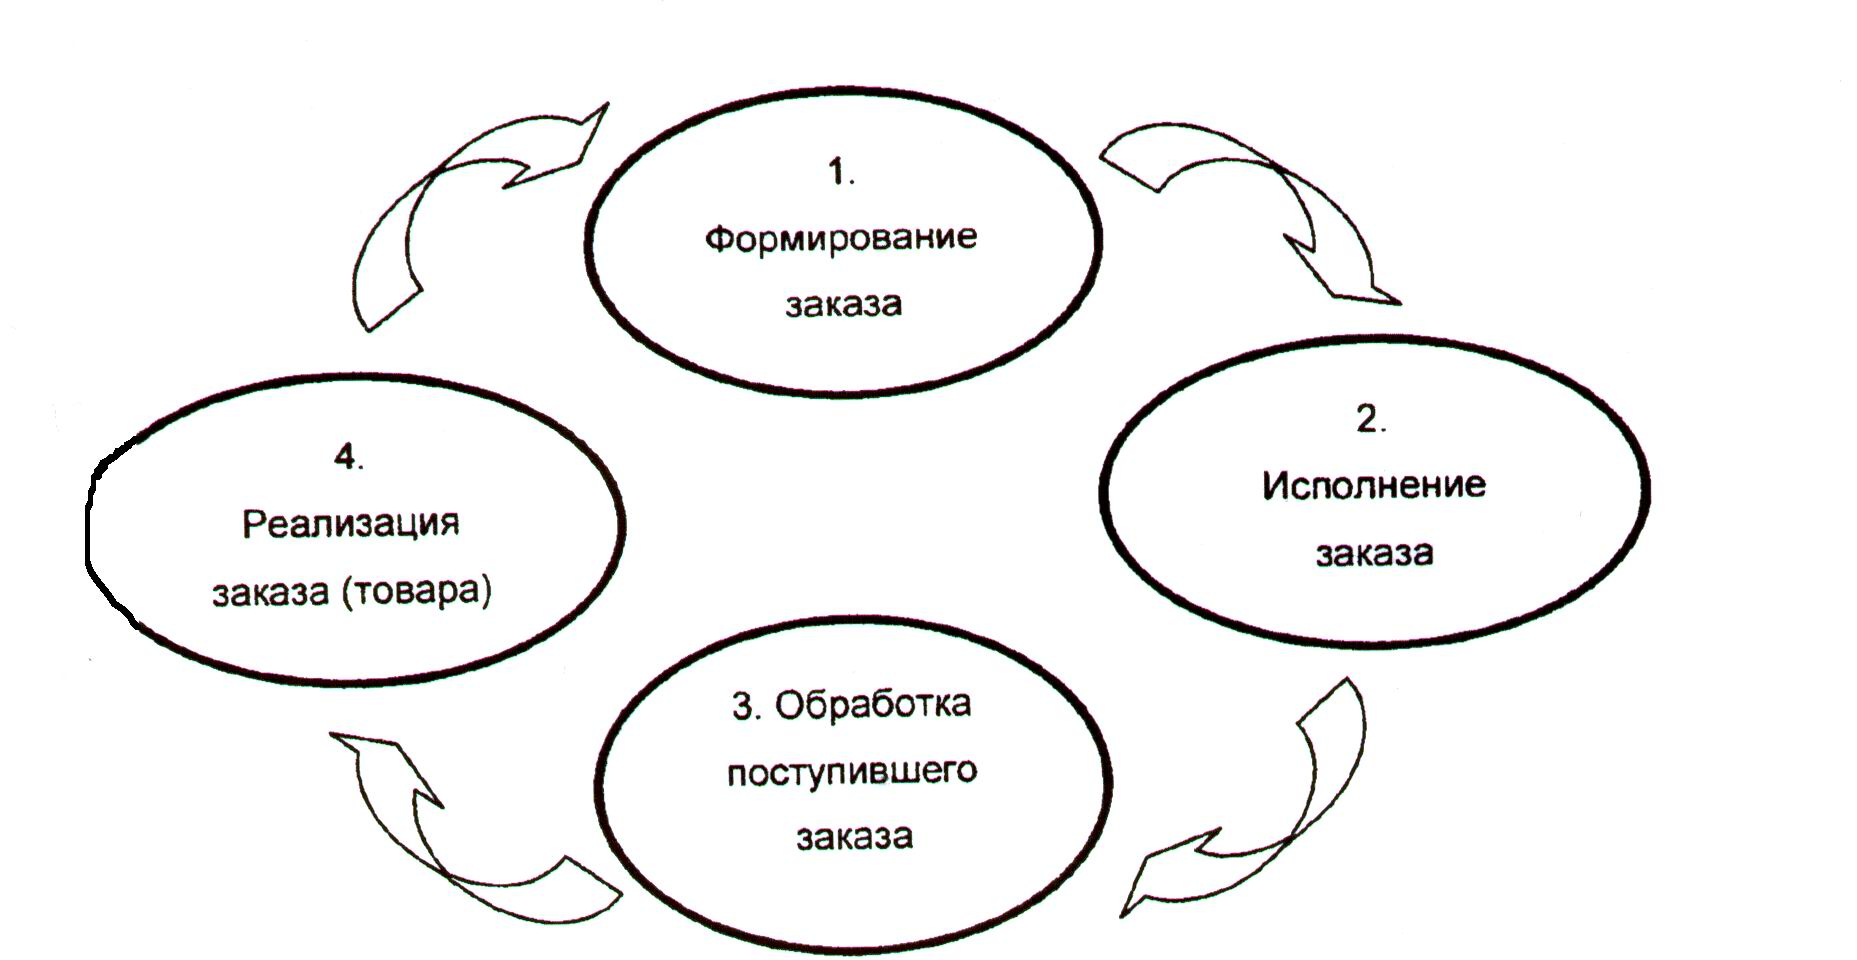 1.
Формирование
заказа
2.
Исполнение
заказа
3. Обработка
поступившего
заказа
4.
Реализация
заказа (товара)